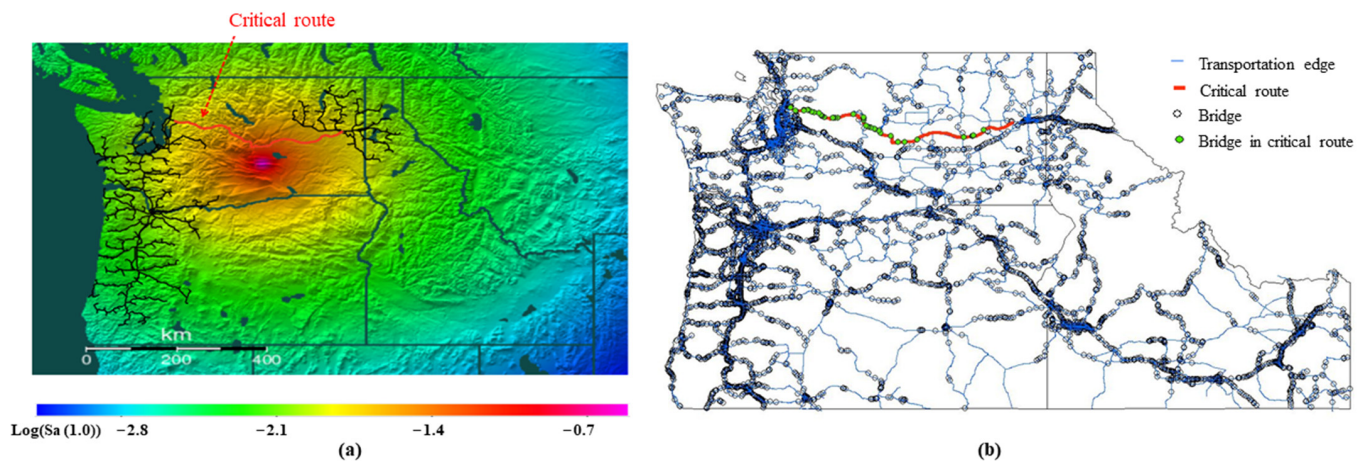 Critical route
km
0 200 400
Log(Sa (1.0)) −2.8 −2.1 −1.4 −0.7
(a)
Transportation edge
Critical route
Bridge
Bridge in critical route
(b)